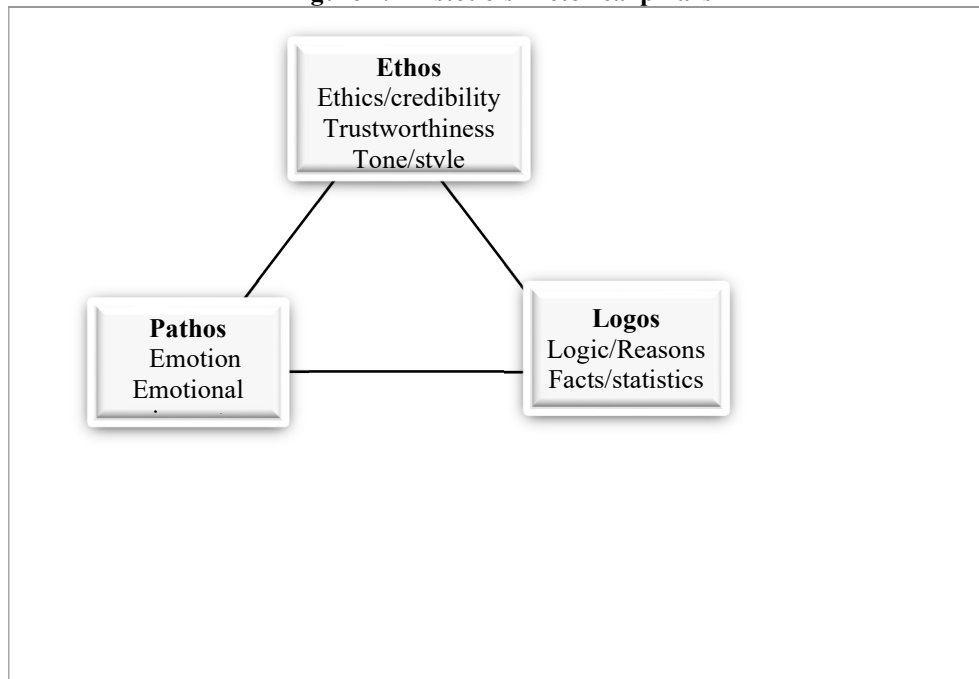 Ethos
Ethics/credibility
Trustworthiness
Tone/style
Pathos
Emotion
Emotional
Logos
Logic/Reasons
Facts/statistics